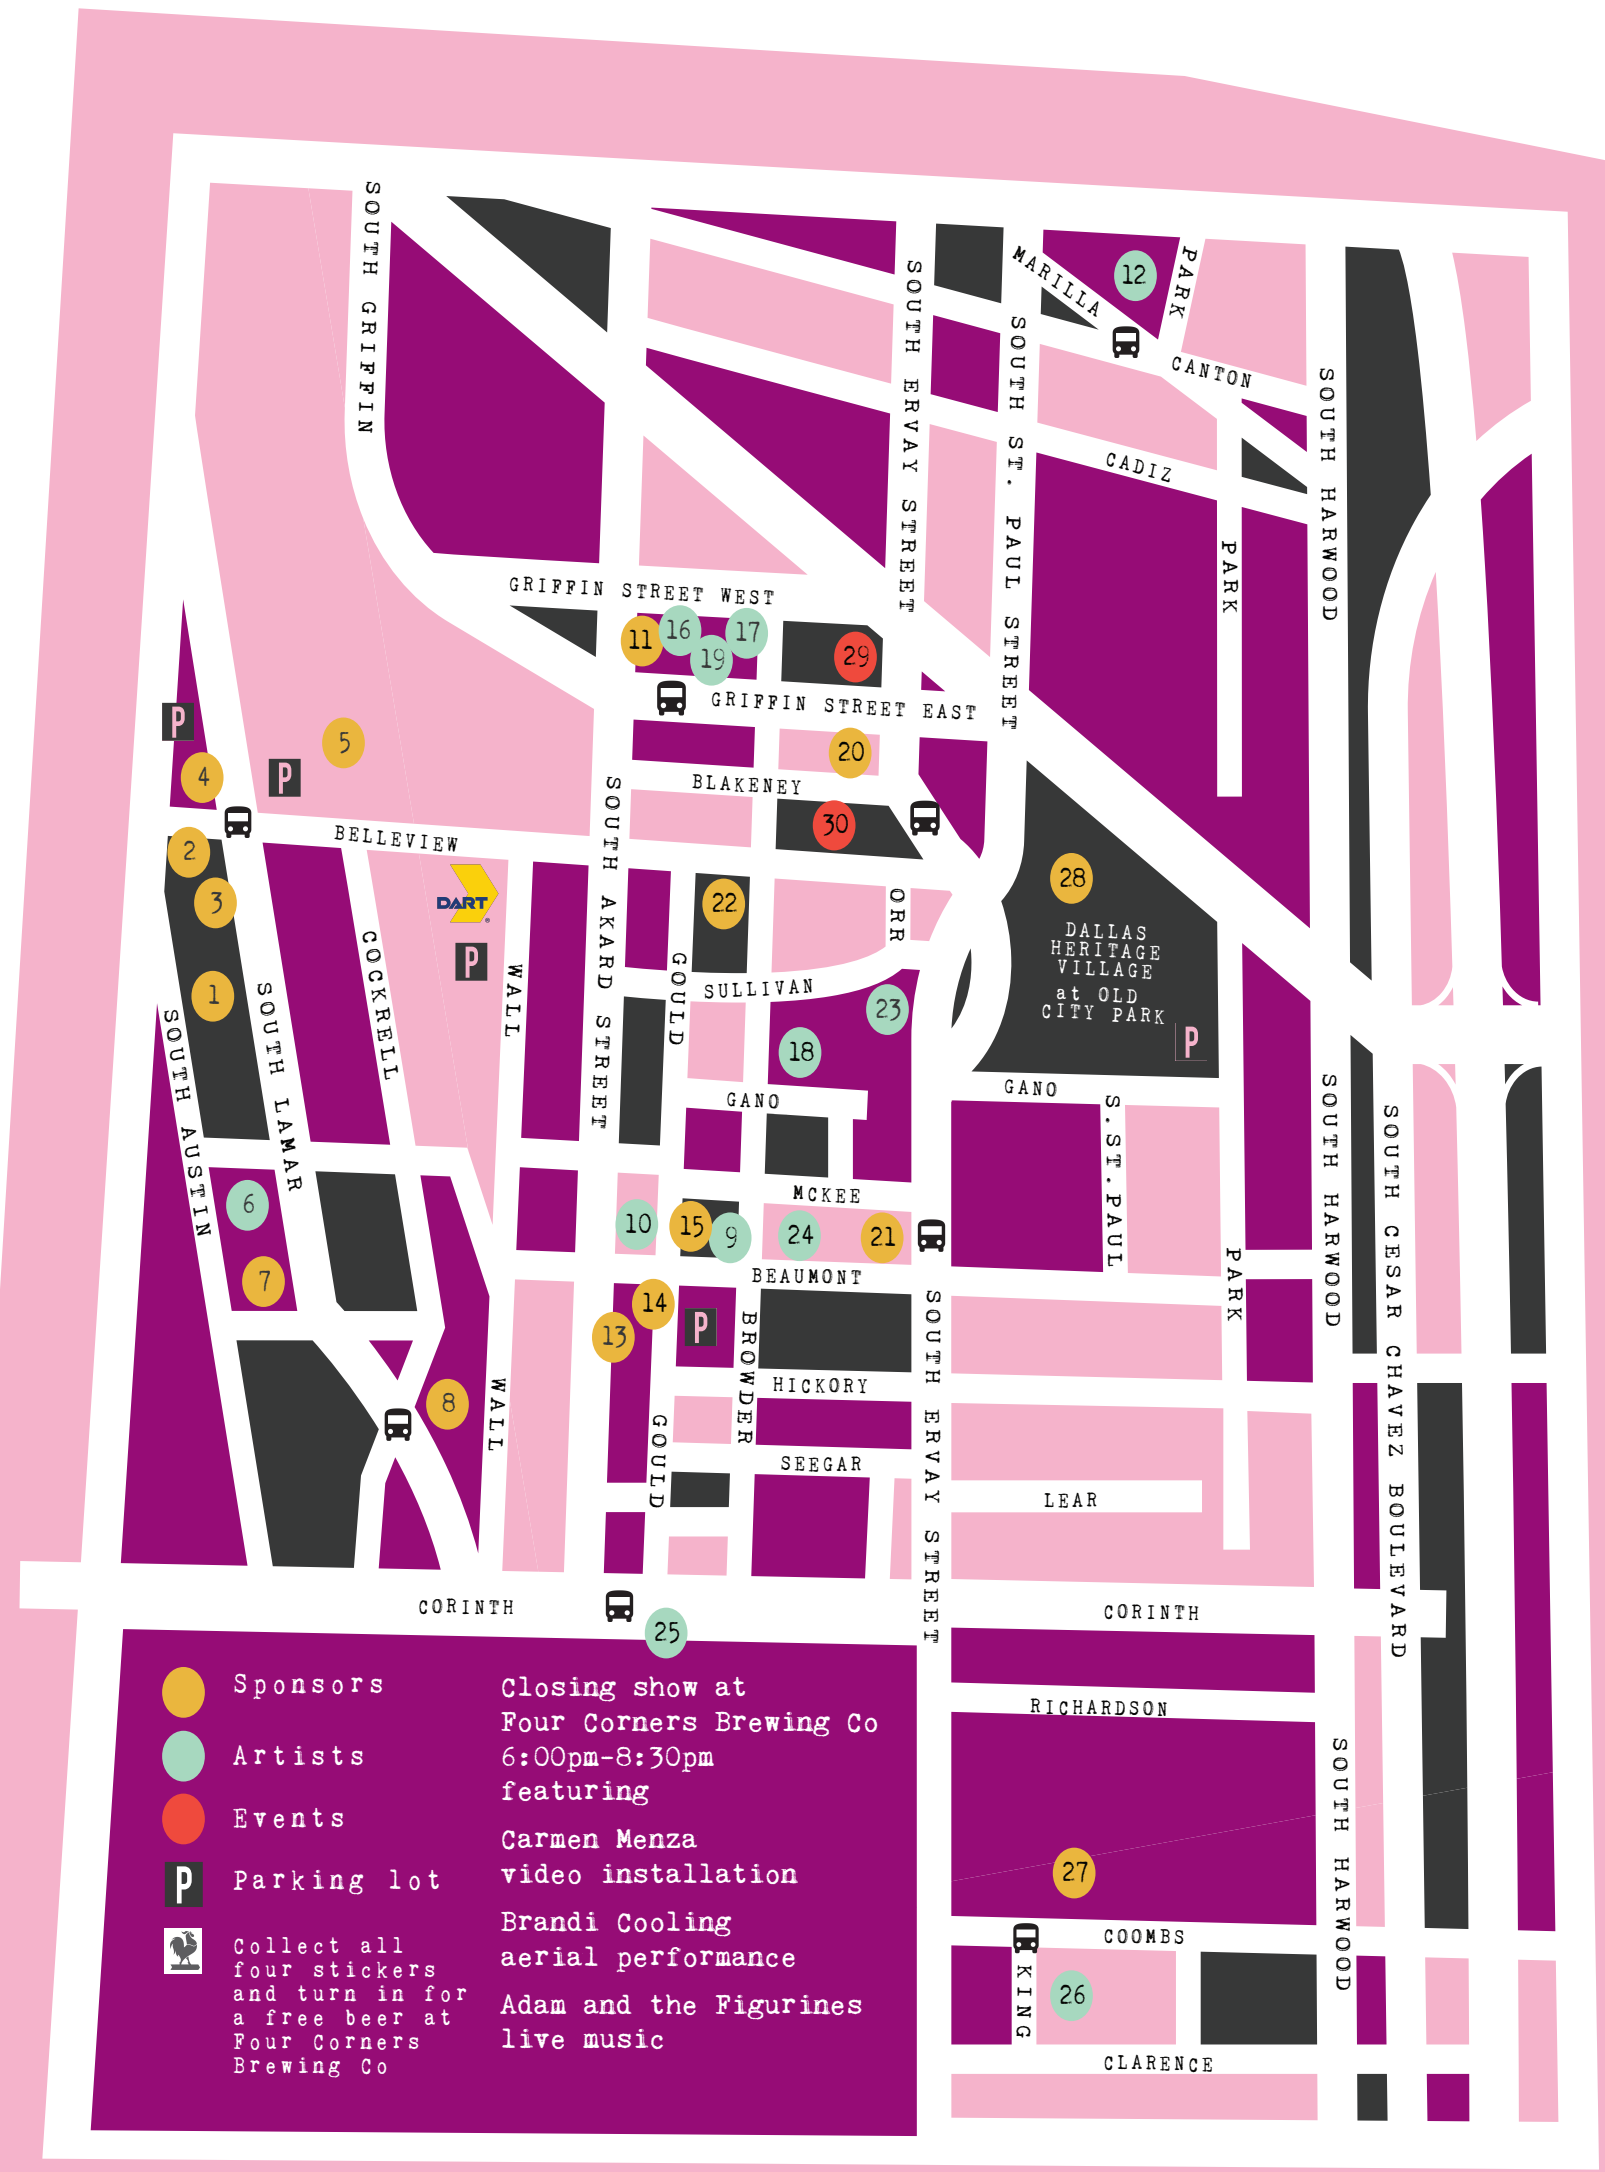 SOUTH GRIFFIN
SOUTH ERVAY STREET
SOUTH ST. PAUL STREET
MARILLA
12
PARK
CANTON
SOUTH HARWOOD
CADIZ
PARK
GRIFFIN STREET WEST
11
16
17
19
29
GRIFFIN STREET EAST
P
5
4
P
20
BLAKENEY
30
SOUTH AKARD STREET
BELLEVIEW
2
3
1
DART
P
22
ORR
28
DALLAS
HERITAGE
VILLAGE
at OLD
CITY PARK
P
COCKRELL
WALL
GOULD
SULLIVAN
23
18
SOUTH AUSTIN
SOUTH LAMAR
GANO
GANO
S.ST.PAUL
SOUTH HARWOOD
SOUTH CESAR CHAVEZ BOULEVARD
MCKEE
6
7
10
15
9
24
21
BEAUMONT
PARK
14
13
P
BROWDER
SOUTH ERVAY STREET
HICKORY
8
WALL
GOULD
SEEGAR
LEAR
CORINTH
CORINTH
25
RICHARDSON
SOUTH HARWOOD
27
COOMBS
KING
26
CLARENCE
Sponsors
Artists
Events
P
Parking lot
Collect all
four stickers
and turn in for
a free beer at
Four Corners
Brewing Co
Closing show at
Four Corners Brewing Co
6:00pm-8:30pm
featuring
Carmen Menza
video installation
Brandi Cooling
aerial performance
Adam and the Figurines
live music